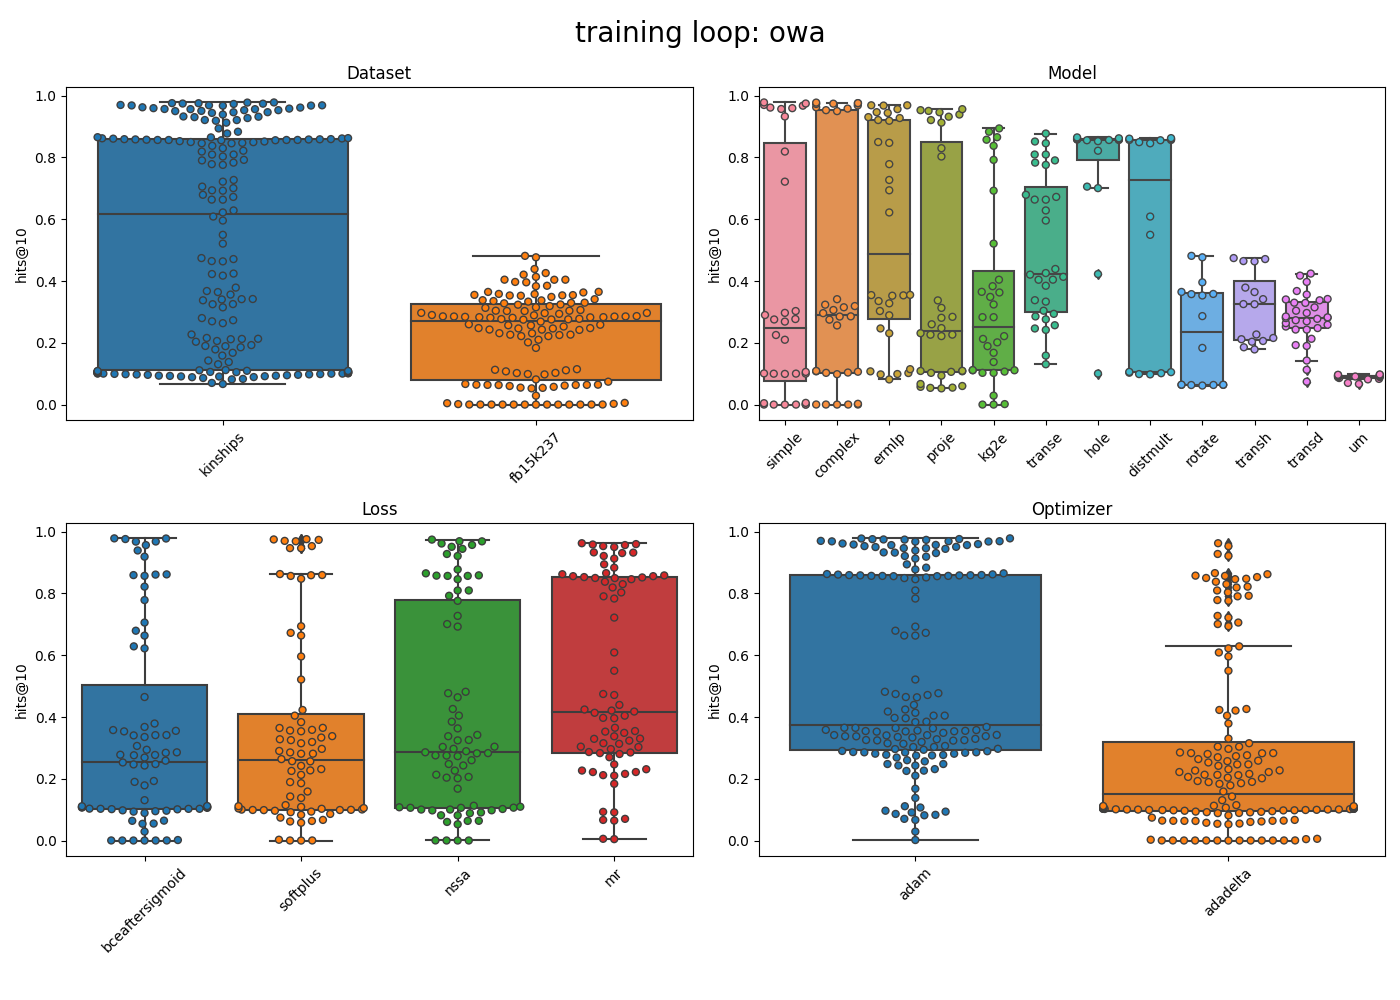 training loop: owa
Dataset
hits@10
1.0
0.8
0.6
0.4
0.2
0.0
kinships
fb15k237
Model
hits@10
1.0
0.8
0.6
0.4
0.2
0.0
simple
complex
ermlp
proje
kg2e
transe
hole
distmult
rotate
transh
transd
um
Loss
hits@10
1.0
0.8
0.6
0.4
0.2
0.0
bceaftersigmoid
softplus
nssa
mr
Optimizer
hits@10
1.0
0.8
0.6
0.4
0.2
0.0
adam
adadelta